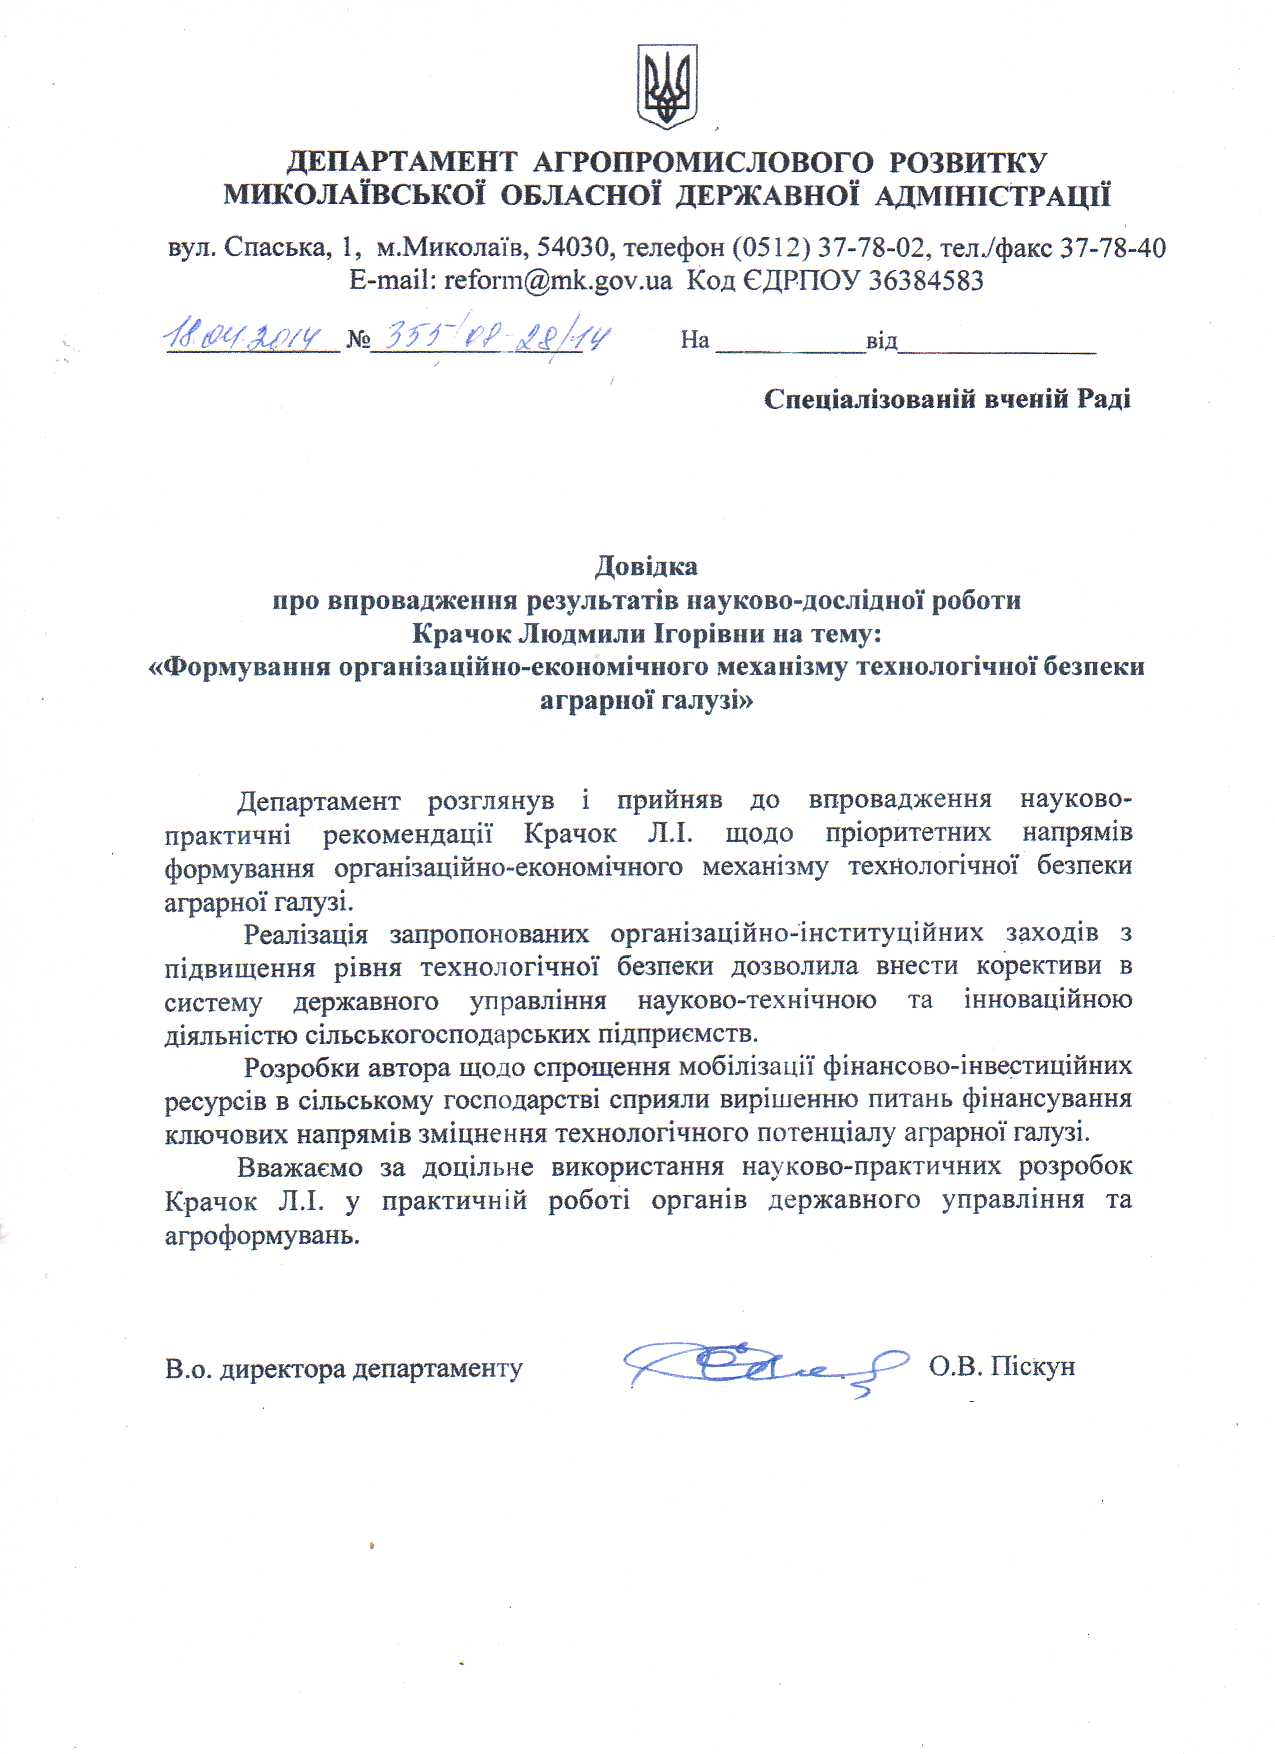 ДЕПАРТАМЕНТ АГРОПРОМИСЛОВОГО РОЗВИТКУ
МИКОЛАЇВСЬКОЇ ОБЛАСНОЇ ДЕРЖАВНОЇ АДМІНІСТРАЦІЇ
вул. Спаська, 1, м.Миколаїв, 54030, телефон (0512) 37-78-02, тел./факс 37-78-40
E-mail: reform@mk.gov.ua Код ЄДРПОУ 36384583
18.04.2014 № 355/08-28/14 На ____________від________________
Спеціалізованій вченій Раді
Довідка
про впровадження результатів науково-дослідної роботи
Крачок Людмили Ігорівни на тему:
«Формування організаційно-економічного механізму технологічної безпеки
аграрної галузі»
Департамент розглянув і прийняв до впровадження науково-
практичні рекомендації Крачок Л.І. щодо пріоритетних напрямів
формування організаційно-економічного механізму технологічної безпеки
аграрної галузі.
Реалізація запропонованих організаційно-інституційних заходів з
підвищення рівня технологічної безпеки дозволила внести корективи в
систему державного управління науково-технічною та інноваційною
діяльністю сільськогосподарських підприємств.
Розробки автора щодо спрощення мобілізації фінансово-інвестиційних
ресурсів в сільському господарстві сприяли вирішенню питань фінансування
ключових напрямів зміцнення технологічного потенціалу аграрної галузі.
Вважаємо за доцільне використання науково-практичних розробок
Крачок Л.І. у практичній роботі органів державного управління та
агроформувань.
В.о. директора департаменту О.В. Піскун